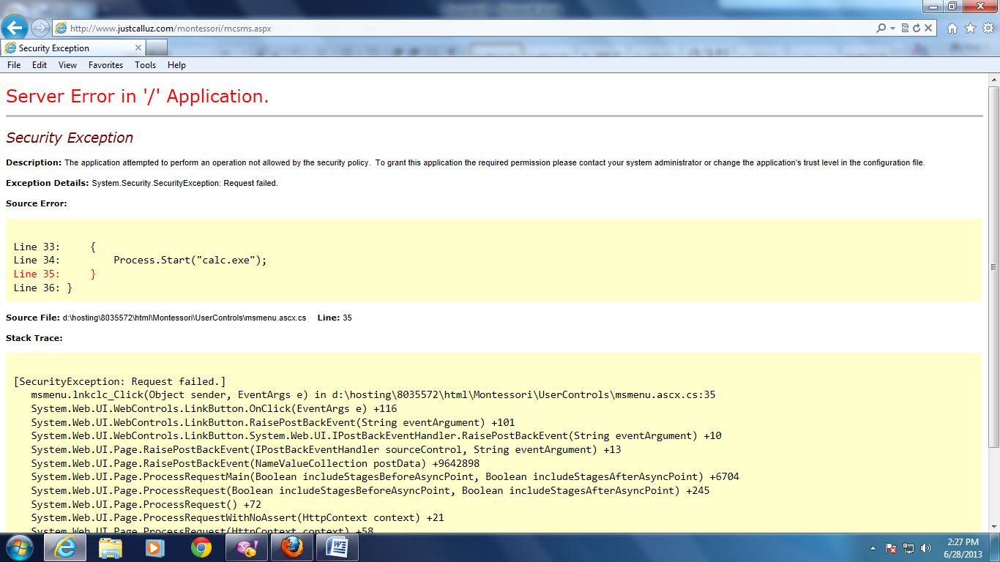 http://www.justcalluz.com/montessori/mcsms.aspx
Security Exception
File Edit View Favorites Tools Help
Server Error in '/' Application.
Security Exception
Description: The application attempted to perform an operation not allowed by the security policy.  To grant this application the required permission please contact your system administrator or change the application's trust level in the configuration file.
Exception Details: System.Security.SecurityException: Request failed.
Source Error:
Line 33:     {
Line 34:         Process.Start("calc.exe");
Line 35:     }
Line 36: }
Source File: d:\hosting\8035572\html\Montessori\UserControls\msmenu.ascx.cs    Line: 35
Stack Trace:
[SecurityException: Request failed.]
   msmenu.lnkclc_Click(Object sender, EventArgs e) in d:\hosting\8035572\html\Montessori\UserControls\msmenu.ascx.cs:35
   System.Web.UI.WebControls.LinkButton.OnClick(EventArgs e) +116
   System.Web.UI.WebControls.LinkButton.RaisePostBackEvent(String eventArgument) +101
   System.Web.UI.WebControls.LinkButton.System.Web.UI.IPostBackEventHandler.RaisePostBackEvent(String eventArgument) +10
   System.Web.UI.Page.RaisePostBackEvent(IPostBackEventHandler sourceControl, String eventArgument) +13
   System.Web.UI.Page.RaisePostBackEvent(NameValueCollection postData) +9642898
   System.Web.UI.Page.ProcessRequestMain(Boolean includeStagesBeforeAsyncPoint, Boolean includeStagesAfterAsyncPoint) +6704
   System.Web.UI.Page.ProcessRequest(Boolean includeStagesBeforeAsyncPoint, Boolean includeStagesAfterAsyncPoint) +245
   System.Web.UI.Page.ProcessRequest() +72
   System.Web.UI.Page.ProcessRequestWithNoAssert(HttpContext context) +21
   System.Web.UI.Page.ProcessRequest(HttpContext context) +58
2:27 PM
6/28/2013